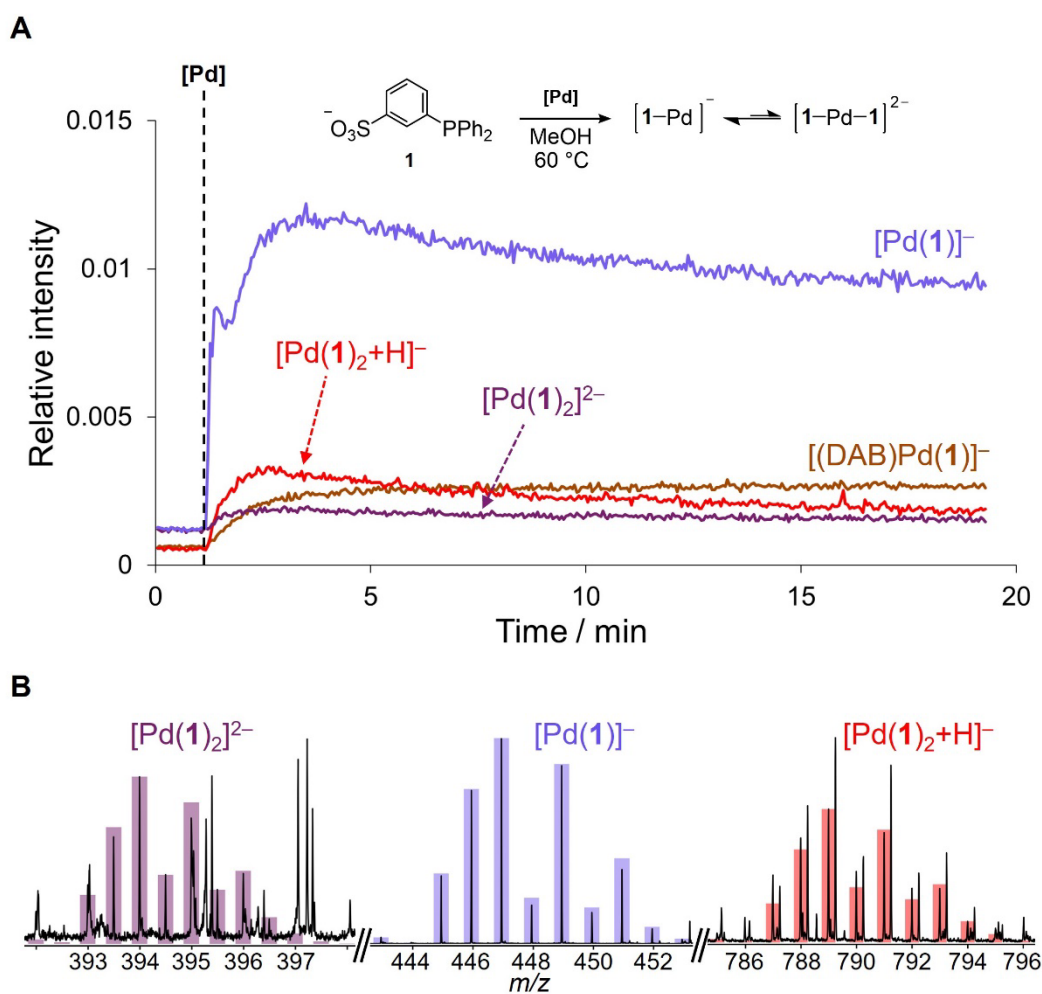 A
[Pd]
0.015
0.01
0.005
0
Relative intensity
⁻O₃S
PPh₂
1
[Pd]
MeOH
60 °C
[1–Pd]⁻
[1–Pd–1]²⁻
[Pd(1)]⁻
[Pd(1)₂+H]⁻
[Pd(1)₂]²⁻
[(DAB)Pd(1)]⁻
0 5 10 15 20
Time / min
B
[Pd(1)₂]²⁻ [Pd(1)]⁻ [Pd(1)₂+H]⁻
393 394 395 396 397 444 446 448 450 452 786 788 790 792 794 796
m/z